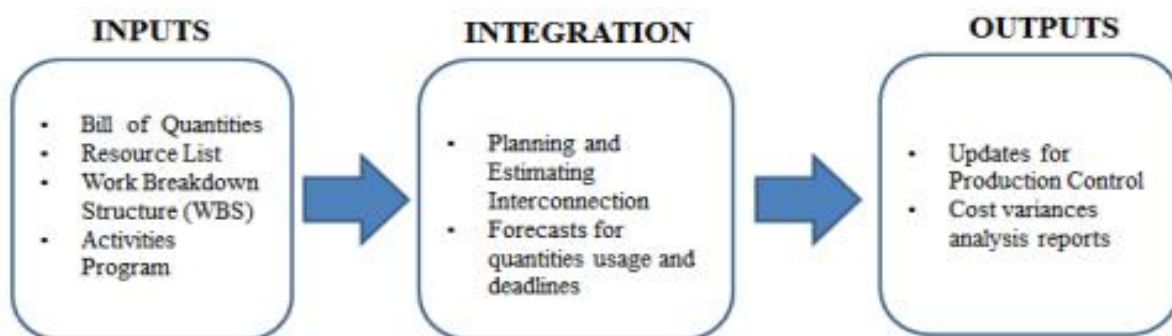 INPUTS
• Bill of Quantities
• Resource List
• Work Breakdown
Structure (WBS)
• Activities
Program
INTEGRATION
• Planning and
Estimating
Interconnection
• Forecasts for
quantities usage and
deadlines
OUTPUTS
• Updates for
Production Control
• Cost variances
analysis reports